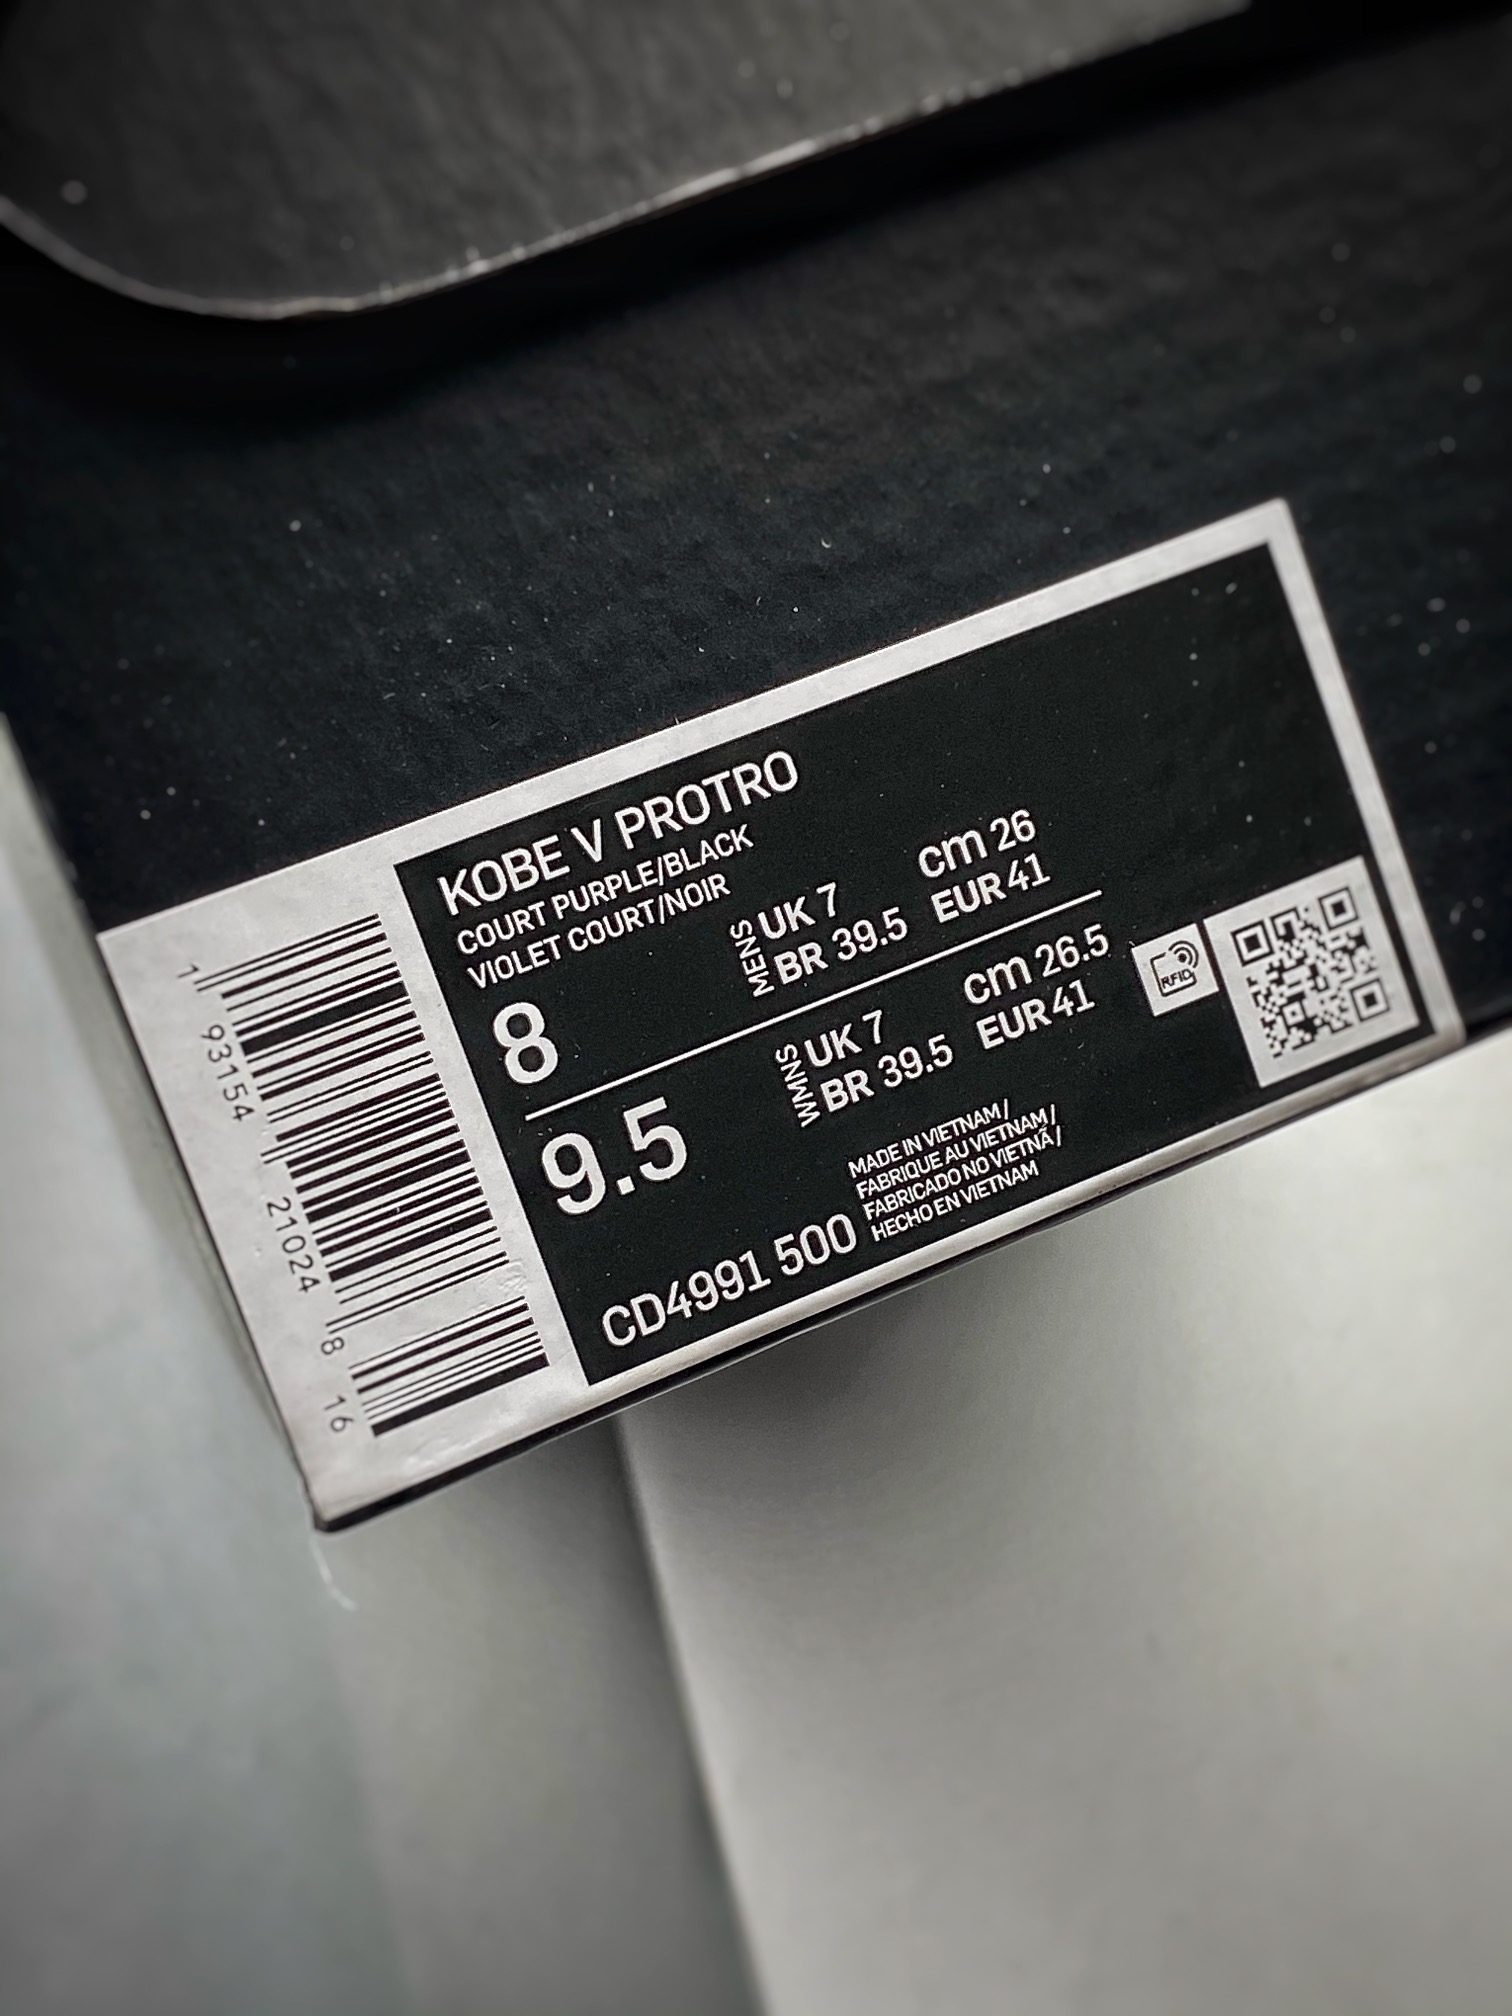 KOBE V PROTRO
COURT PURPLE/BLACK
VIOLET COURT/NOIR
8
MENS
UK 7
cm 26
BR 39.5
EUR 41
9.5
WMNS
UK 7
cm 26.5
BR 39.5
EUR 41
RFID
CD4991 500
MADE IN VIETNAM/
FABRIQUE AU VIETNAM/
FABRICADO NO VIETNÃ/
HECHO EN VIETNAM
1 93154 21024 8 16